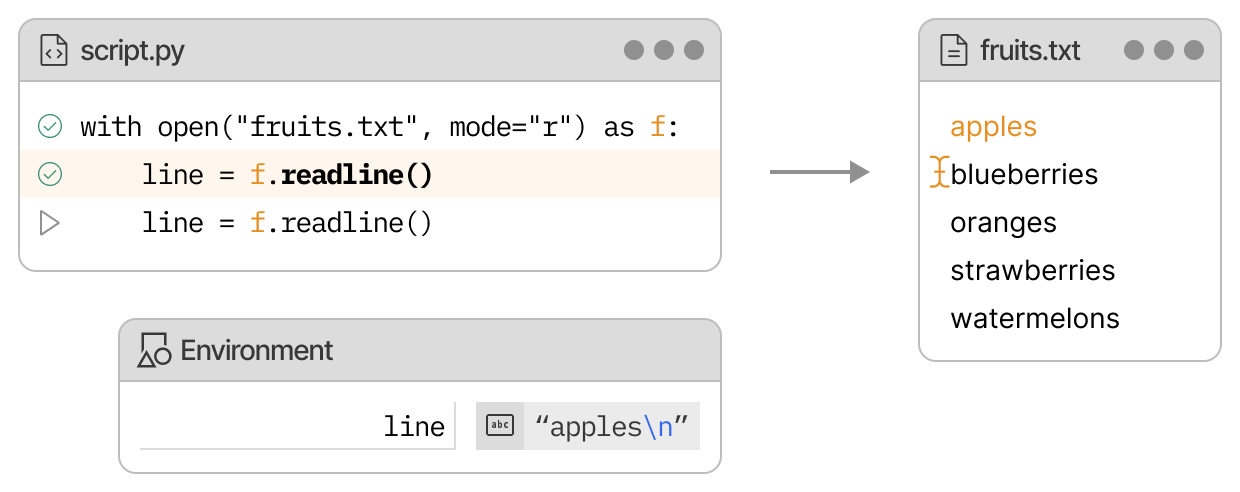 script.py
with open("fruits.txt", mode="r") as f:
line = f.readline()
line = f.readline()
fruits.txt
apples
blueberries
oranges
strawberries
watermelons
Environment
line abc “apples\n”